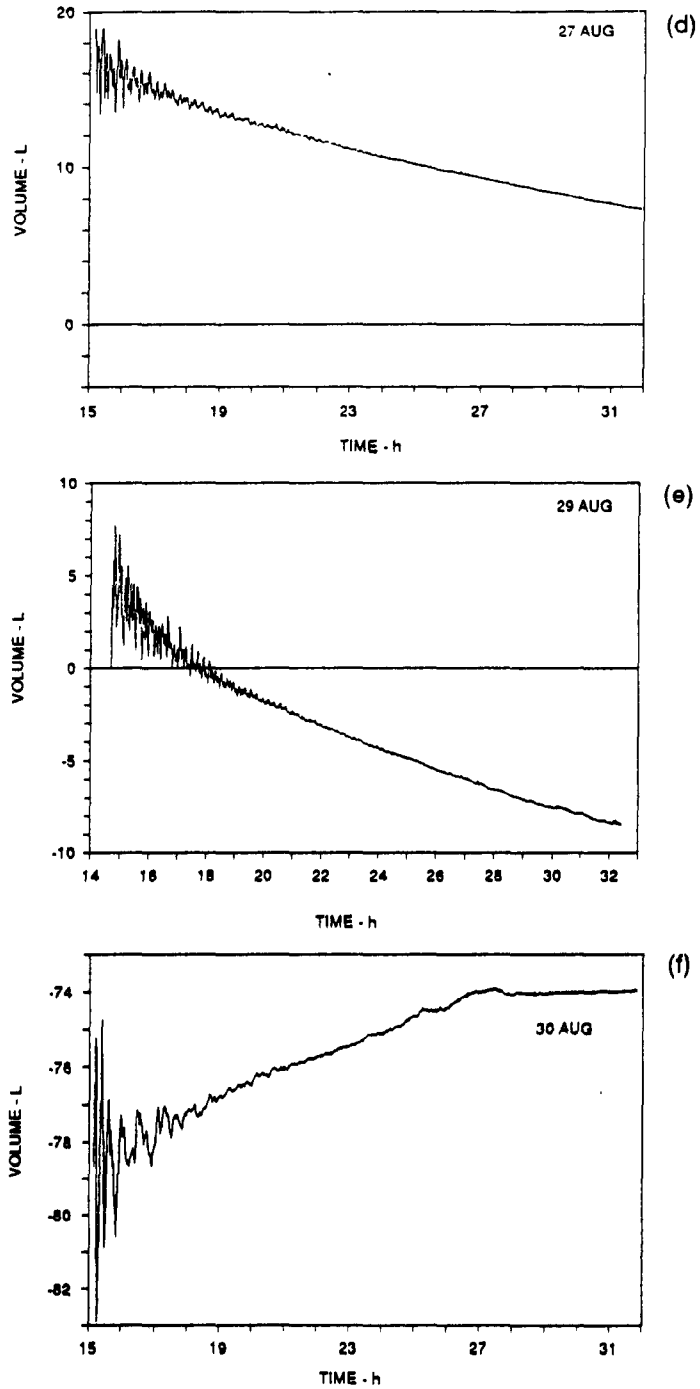 20
27 AUG
(d)
VOLUME - L
10
0
15 19 23 27 31
TIME - h
10
29 AUG
(e)
VOLUME - L
5
0
-5
-10
14 16 18 20 22 24 26 28 30 32
TIME - h
(f)
-74
30 AUG
-76
VOLUME - L
-78
-80
-82
15 19 23 27 31
TIME - h